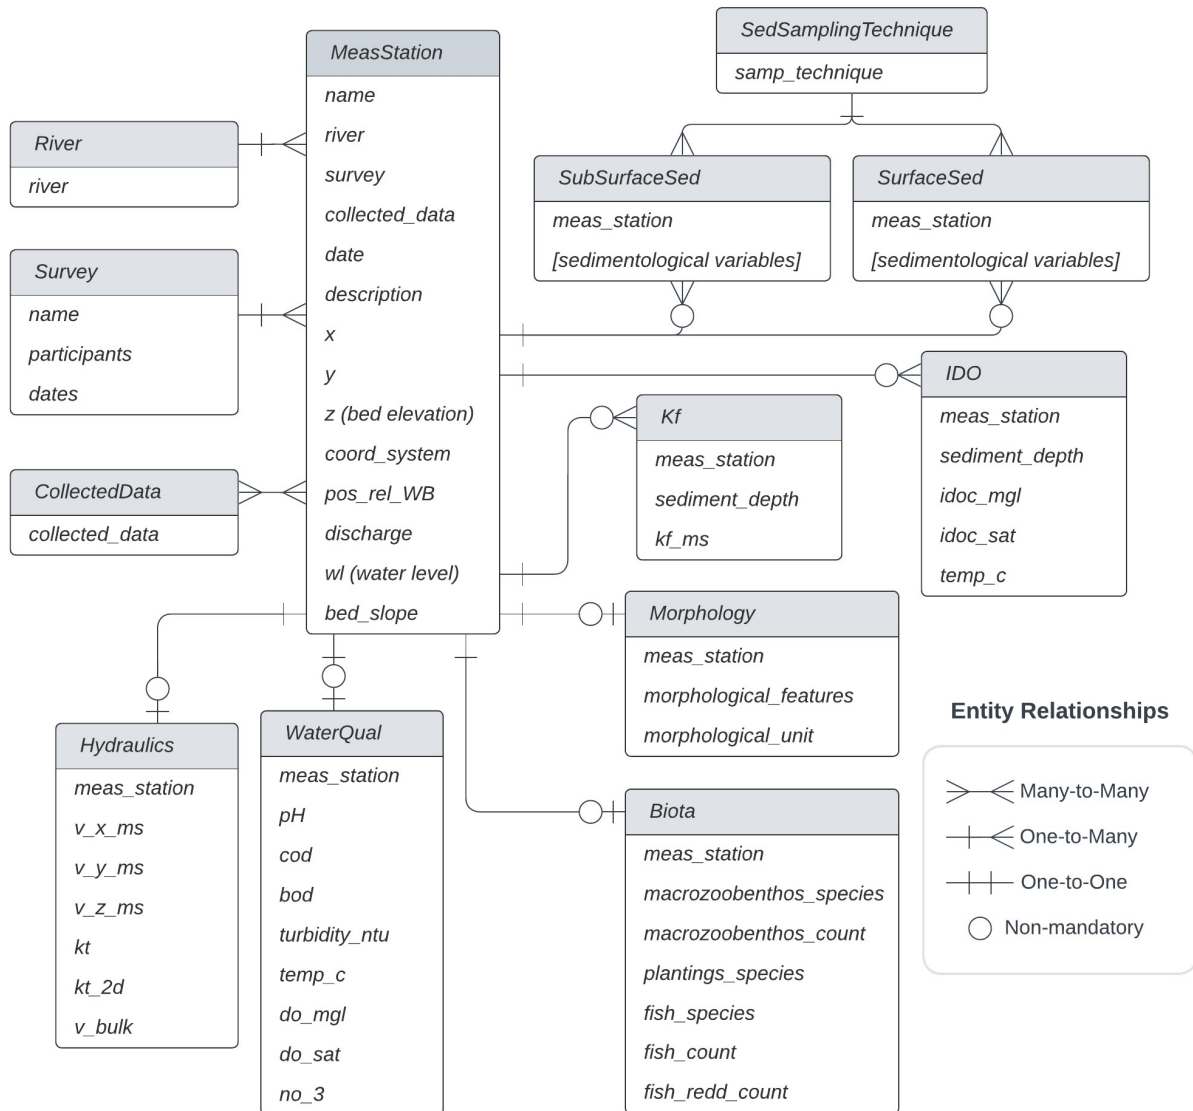 MeasStation
name
river
survey
collected_data
date
description
x
y
z (bed elevation)
coord_system
pos_rel_WB
discharge
wl (water level)
bed_slope
River
river
Survey
name
participants
dates
CollectedData
collected_data
SedSamplingTechnique
samp_technique
SubSurfaceSed
meas_station
[sedimentological variables]
SurfaceSed
meas_station
[sedimentological variables]
IDO
meas_station
sediment_depth
idoc_mgl
idoc_sat
temp_c
Kf
meas_station
sediment_depth
kf_ms
Morphology
meas_station
morphological_features
morphological_unit
Hydraulics
meas_station
v_x_ms
v_y_ms
v_z_ms
kt
kt_2d
v_bulk
WaterQual
meas_station
pH
cod
bod
turbidity_ntu
temp_c
do_mgl
do_sat
no_3
Biota
meas_station
macrozoobenthos_species
macrozoobenthos_count
plantings_species
fish_species
fish_count
fish_redd_count
Entity Relationships
Many-to-Many
One-to-Many
One-to-One
Non-mandatory